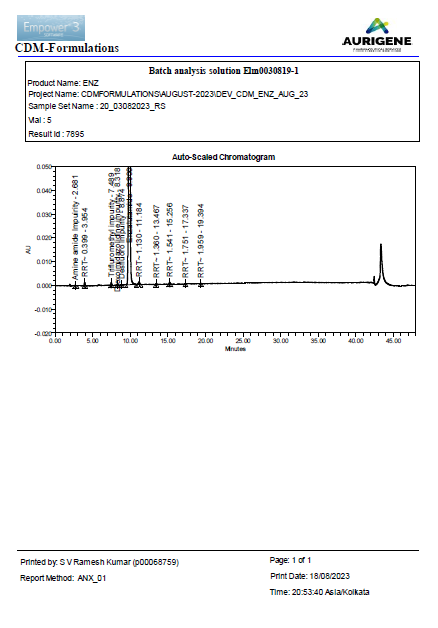 Empower 3
SOFTWARE
AURIGENE
PHARMACEUTICAL SERVICES
CDM-Formulations
Batch analysis solution Elm0030819-1
Product Name: ENZ
Project Name: CDMFORMULATIONS\AUGUST-2023\DEV_CDM_ENZ_AUG_23
Sample Set Name : 20_03082023_RS
Vial : 5
Result Id : 7895
Auto-Scaled Chromatogram
AU
0.050
0.040
0.030
0.020
0.010
0.000
-0.010
-0.020
Amine amide Impuirity - 2.681
RRT~ 0.399 - 3.954
Triflurometyl impurity - 7.489
RRT~ 1.130 - 11.184
RRT~ 1.360 - 13.467
RRT~ 1.541 - 15.256
RRT~ 1.751 - 17.337
RRT~ 1.959 - 19.394
0.00 5.00 10.00 15.00 20.00 25.00 30.00 35.00 40.00 45.00
Minutes
Printed by: S V Ramesh Kumar (p00068759)
Report Method: ANX_01
Page: 1 of 1
Print Date: 18/08/2023
Time: 20:53:40 Asia/Kolkata